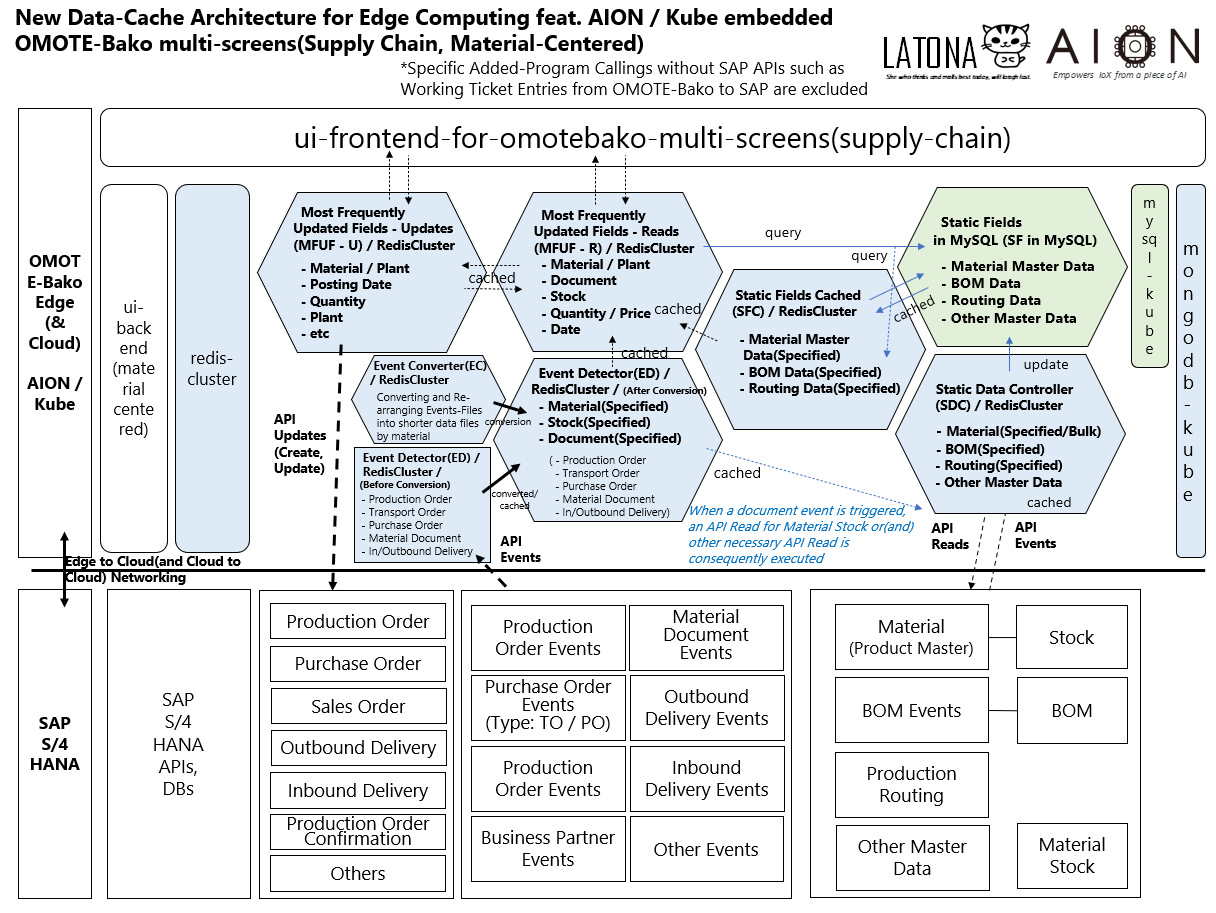 New Data-Cache Architecture for Edge Computing feat. AION / Kube embedded
OMOTE-Bako multi-screens(Supply Chain, Material-Centered)
*Specific Added-Program Callings without SAP APIs such as
Working Ticket Entries from OMOTE-Bako to SAP are excluded
LATONA
She who thinks and melts best today, will laugh fast.
AION
Empowers IoX from a piece of AI
ui-frontend-for-omotebako-multi-screens(supply-chain)
OMOT
E-Bako
Edge
(&
Cloud)
AION /
Kube
ui-
back
end
(mate
rial
cente
red)
redis-
cluster
Most Frequently
Updated Fields - Updates
(MFUF - U) / RedisCluster
- Material / Plant
- Posting Date
- Quantity
- Plant
- etc
cached
Most Frequently
Updated Fields - Reads
(MFUF - R) / RedisCluster
- Material / Plant
- Document
- Stock
- Quantity / Price
- Date
cached
cached
query
query
cached
Static Fields Cached
(SFC) / RedisCluster
- Material Master
Data(Specified)
- BOM Data(Specified)
- Routing Data(Specified)
Static Fields
in MySQL (SF in MySQL)
- Material Master Data
- BOM Data
- Routing Data
- Other Master Data
update
Static Data Controller
(SDC) / RedisCluster
- Material(Specified/Bulk)
- BOM(Specified)
- Routing(Specified)
- Other Master Data
cached
m
y
sq
l
-
k
u
b
e
m
o
n
g
o
d
b
-
k
u
b
e
Event Converter(EC)
/ RedisCluster
Converting and Re-
arranging Events-Files
into shorter data files
by material
conversion
Event Detector(ED) /
RedisCluster /
(Before Conversion)
- Production Order
- Transport Order
- Purchase Order
- Material Document
- In/Outbound Delivery
converted/
cached
Event Detector(ED) /
RedisCluster / (After Conversion)
- Material(Specified)
- Stock(Specified)
- Document(Specified)
( - Production Order
- Transport Order
- Purchase Order
- Material Document
- In/Outbound Delivery)
cached
API
Updates
(Create,
Update)
API
Events
When a document event is triggered,
an API Read for Material Stock or(and)
other necessary API Read is
consequently executed
API
Reads
API
Events
Edge to Cloud(and Cloud to
Cloud) Networking
SAP
S/4
HANA
SAP
S/4
HANA
APIs,
DBs
Production Order
Purchase Order
Sales Order
Outbound Delivery
Inbound Delivery
Production Order
Confirmation
Others
Production
Order Events
Material
Document
Events
Purchase Order
Events
(Type: TO / PO)
Outbound
Delivery Events
Production
Order Events
Inbound
Delivery Events
Business Partner
Events
Other Events
Material
(Product Master)
Stock
BOM Events
BOM
Production
Routing
Other Master
Data
Material
Stock